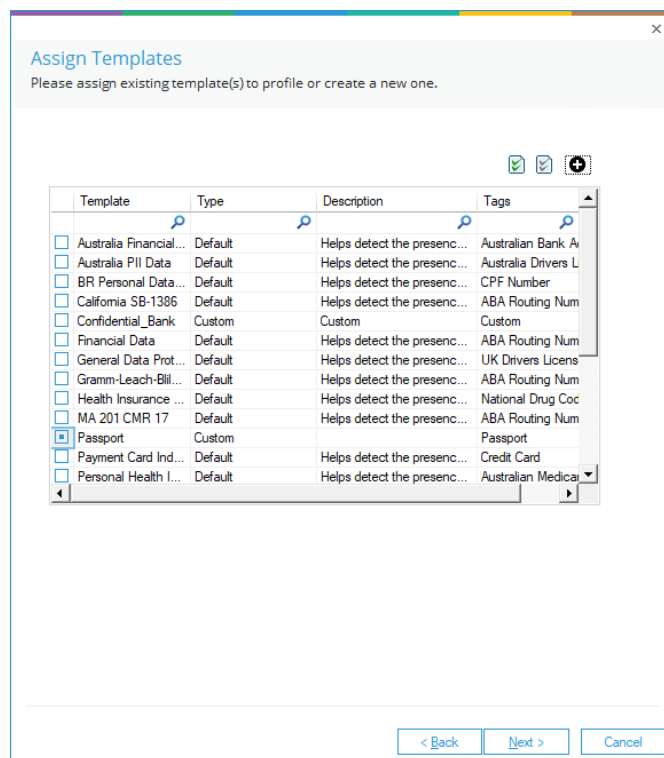 Assign Templates
Please assign existing template(s) to profile or create a new one.
Template Type Description Tags
Australia Financial... Default Helps detect the presenc... Australian Bank A
Australia PII Data Default Helps detect the presenc... Australia Drivers Li
BR Personal Data... Default Helps detect the presenc... CPF Number
California SB-1386 Default Helps detect the presenc... ABA Routing Num
Confidential_Bank Custom Custom Custom
Financial Data Default Helps detect the presenc... ABA Routing Num
General Data Prot... Default Helps detect the presenc... UK Drivers Licens
Gramm-Leach-Blil... Default Helps detect the presenc... ABA Routing Num
Health Insurance ... Default Helps detect the presenc... National Drug Cod
MA 201 CMR 17 Default Helps detect the presenc... ABA Routing Num
Passport Custom Passport
Payment Card Ind... Default Helps detect the presenc... Credit Card
Personal Health I... Default Helps detect the presenc... Australian Medicar
< Back Next > Cancel